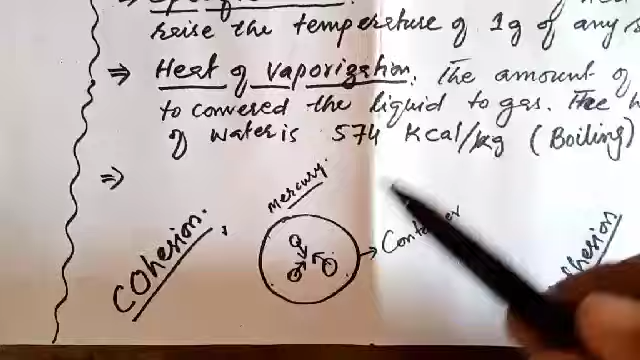 raise the temperature of 1g of any
⇒ Heat of Vaporization. The amount of
to convered the liquid to gas. The
of water is 574 Kcal/kg (Boiling)
⇒
Mercury.
Cohesion.
→ Container
hesion